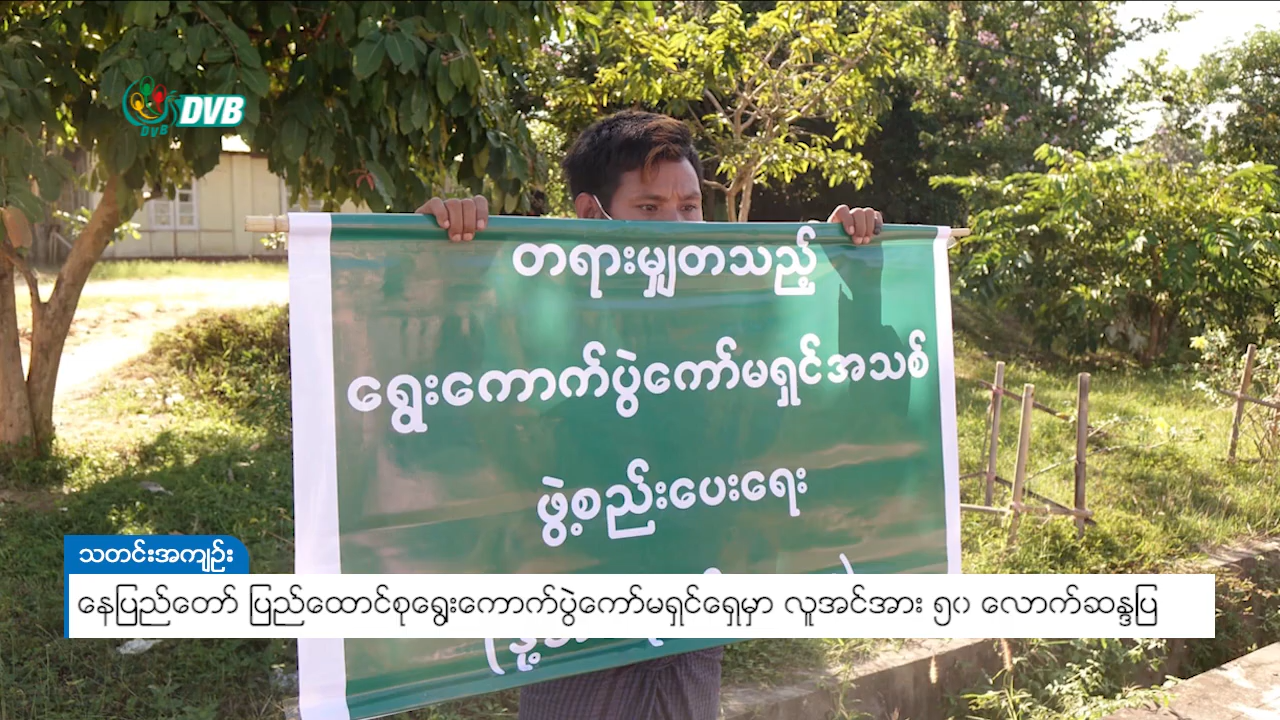 DVB
DVB
တရားမျှတသည့်
ရွေးကောက်ပွဲကော်မရှင်အသစ်
ဖွဲ့စည်းပေးရေး
သတင်းအကျဉ်း
နေပြည်တော် ပြည်ထောင်စုရွေးကောက်ပွဲကော်မရှင်ရှေ့မှာ လူအင်အား ၅၀ လောက်ဆန္ဒပြ